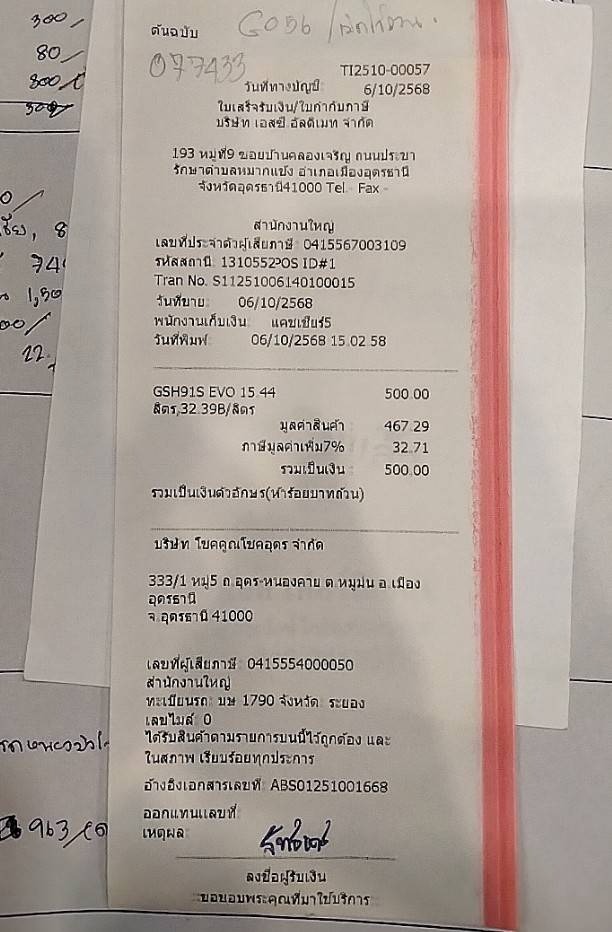 300/
80/
300/
300/
74
1,500
22
963/
G056 /
077433
ต้นฉบับ
TI2510-00057
วันที่ทางบัญชี 6/10/2568
ใบเสร็จรับเงิน/ใบกำกับภาษี
บริษัท เอสซี อัลติเมท จำกัด
193 หมู่ที่9 ซอยบ้านคลองเจริญ ถนนประชา
รักษาตำบลหมากแข้ง อำเภอเมืองอุดรธานี
จังหวัดอุดรธานี41000 Tel - Fax -
สำนักงานใหญ่
เลขที่ประจำตัวผู้เสียภาษี 0415567003109
รหัสสถานี 1310552POS ID#1
Tran No. S11251006140100015
วันที่ขาย 06/10/2568
พนักงานเก็บเงิน แคชเชียร์5
วันที่พิมพ์ 06/10/2568 15:02:58
GSH91S EVO 15.44 500.00
ลิตร,32.39B/ลิตร
มูลค่าสินค้า : 467.29
ภาษีมูลค่าเพิ่ม7% : 32.71
รวมเป็นเงิน : 500.00
รวมเป็นเงินตัวอักษร(ห้าร้อยบาทถ้วน)
บริษัท โชคคูณโชคอุดร จำกัด
333/1 หมู่5 ถ.อุดร-หนองคาย ต.หมูม่น อ.เมือง
อุดรธานี
จ.อุดรธานี 41000
เลขที่ผู้เสียภาษี 0415554000050
สำนักงานใหญ่
ทะเบียนรถ: บษ 1790 จังหวัด: ระยอง
เลขไมล์: 0
ได้รับสินค้าตามรายการบนนี้ไว้ถูกต้อง และ
ในสภาพ เรียบร้อยทุกประการ
อ้างอิงเอกสารเลขที่: ABS01251001668
ออกแทนเลขที่:
เหตุผล:
ลงชื่อผู้รับเงิน
ขอขอบพระคุณที่มาใช้บริการ